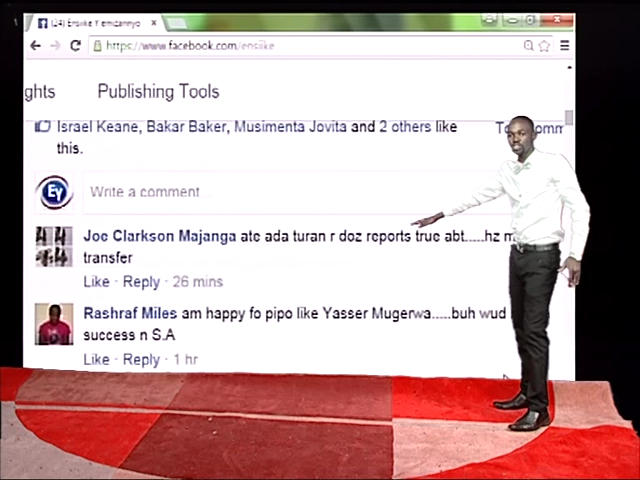 (24) Ensiike Y'emizannyo
https://www.facebook.com/ensiike
ghts Publishing Tools
Israel Keane, Bakar Baker, Musimenta Jovita and 2 others like
this.
EY
Write a comment...
Joe Clarkson Majanga ate ada turan r doz reports true abt.....hz
transfer
Like · Reply · 26 mins
Rashraf Miles am happy fo pipo like Yasser Mugerwa.....buh wud
success n S.A
Like · Reply · 1 hr